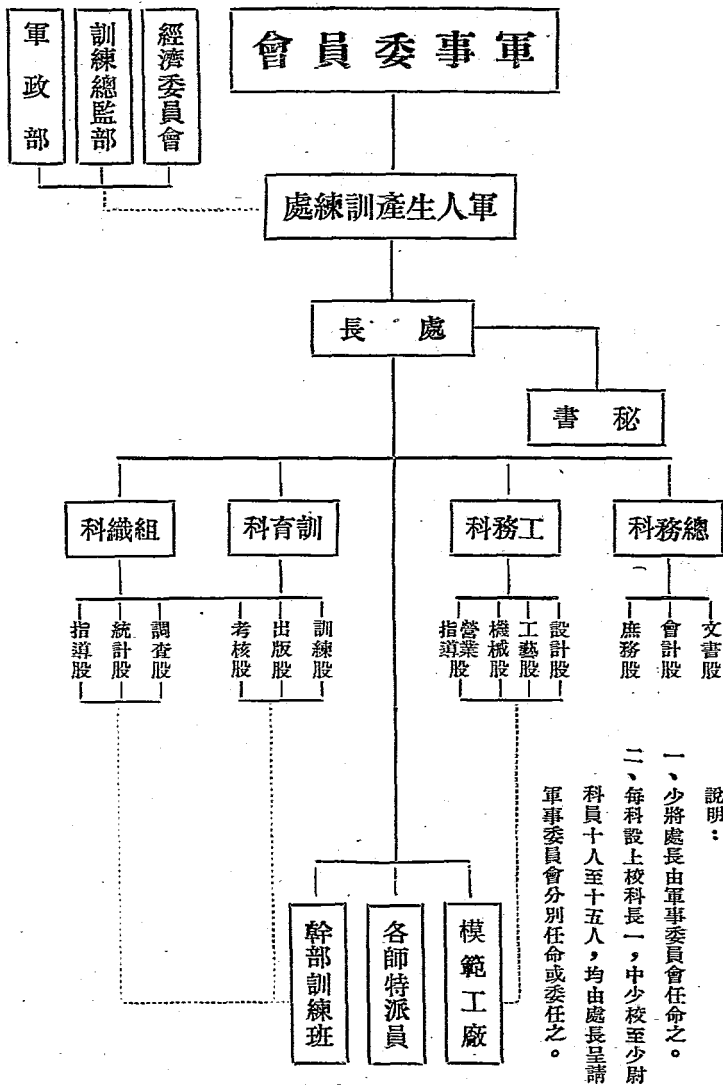 軍事委員會
經濟委員會
訓練總監部
軍政部
軍人生產訓練處
處長
秘書
總務科
工務科
訓育科
組織科
文書股
會計股
庶務股
設計股
工藝股
機械股
營業
指導股
訓練股
出版股
考核股
調查股
統計股
指導股
模範工廠
各師特派員
幹部訓練班
說明：
一、少將處長由軍事委員會任命之。
二、每科設上校科長一，中少校至少尉
科員十人至十五人，均由處長呈請
軍事委員會分別任命或委任之。